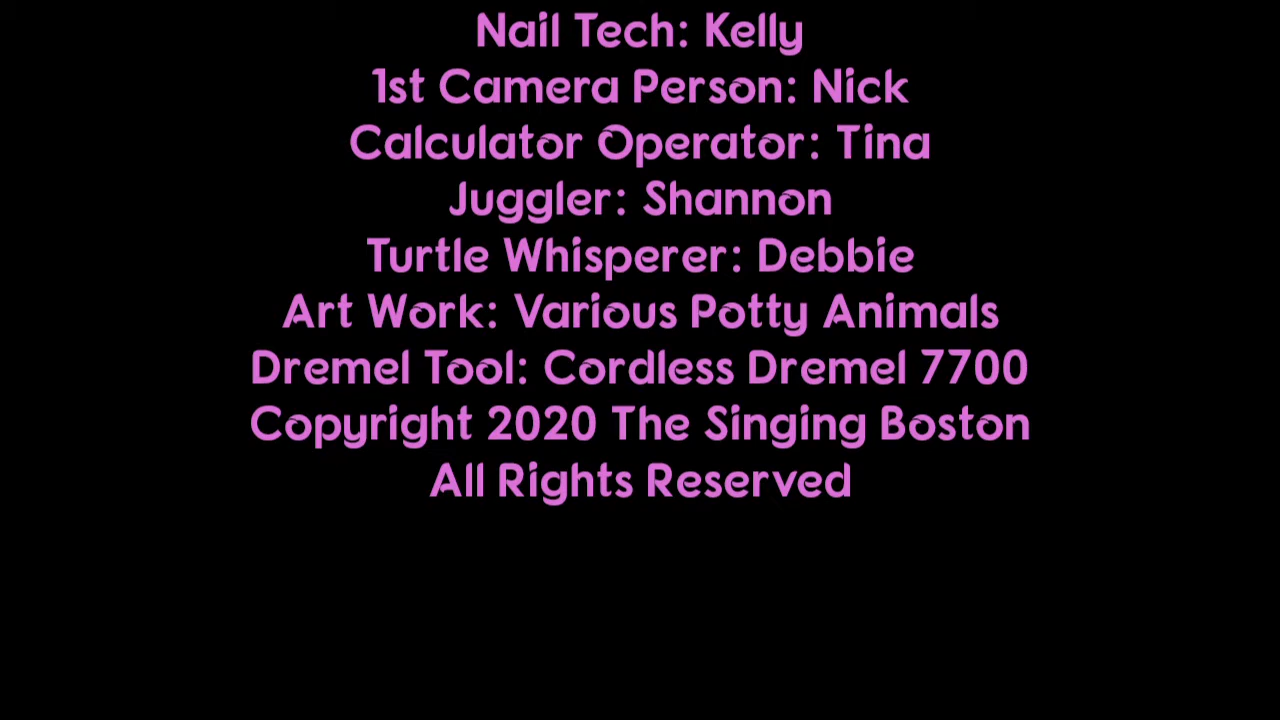 Nail Tech: Kelly
1st Camera Person: Nick
Calculator Operator: Tina
Juggler: Shannon
Turtle Whisperer: Debbie
Art Work: Various Potty Animals
Dremel Tool: Cordless Dremel 7700
Copyright 2020 The Singing Boston
All Rights Reserved